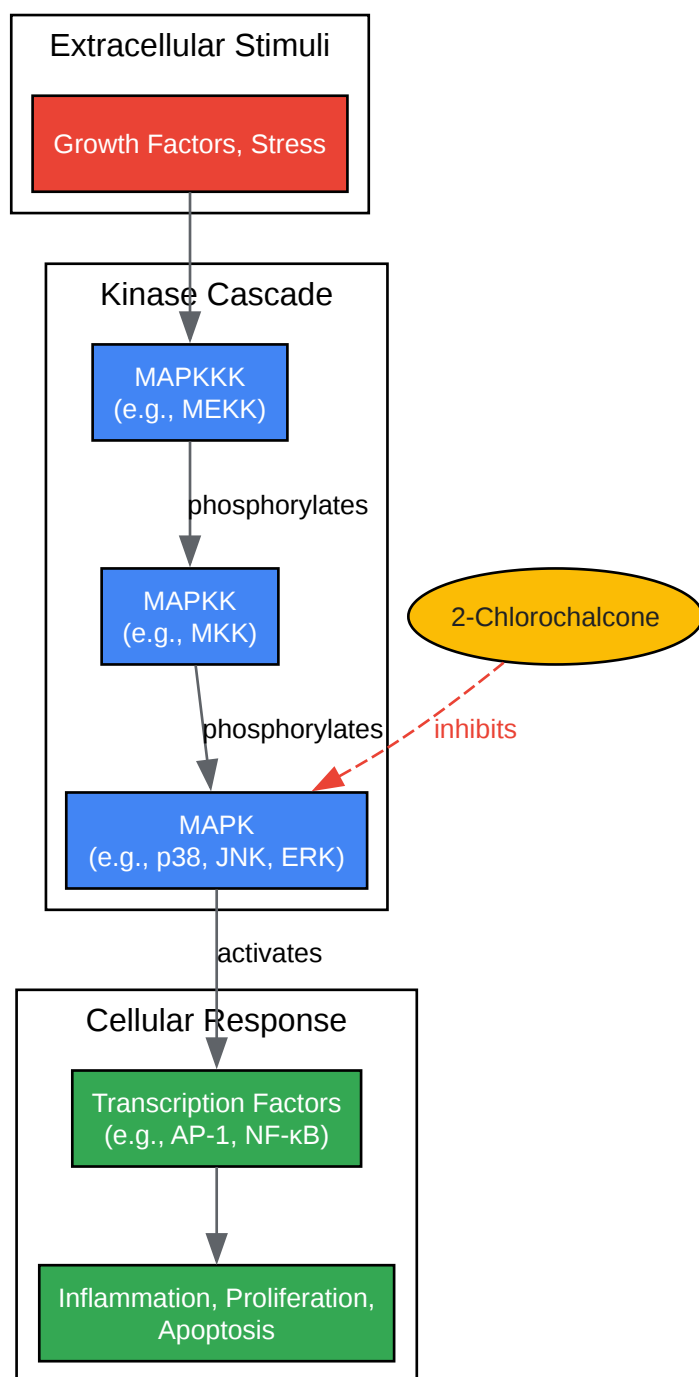 Extracellular Stimuli
Growth Factors, Stress
Kinase Cascade
MAPKKK
(e.g., MEKK)
phosphorylates
MAPKK
(e.g., MKK)
2-Chlorochalcone
phosphorylates
inhibits
MAPK
(e.g., p38, JNK, ERK)
activates
Cellular Response
Transcription Factors
(e.g., AP-1, NF-κB)
Inflammation, Proliferation,
Apoptosis